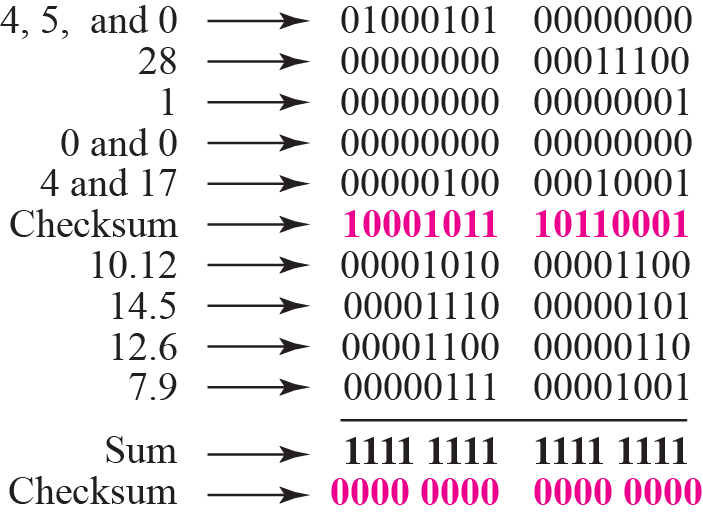 4, 5, and 0 → 01000101 00000000
28 → 00000000 00011100
1 → 00000000 00000001
0 and 0 → 00000000 00000000
4 and 17 → 00000100 00010001
Checksum → 10001011 10110001
10.12 → 00001010 00001100
14.5 → 00001110 00000101
12.6 → 00001100 00000110
7.9 → 00000111 00001001
Sum → 1111 1111 1111 1111
Checksum → 0000 0000 0000 0000